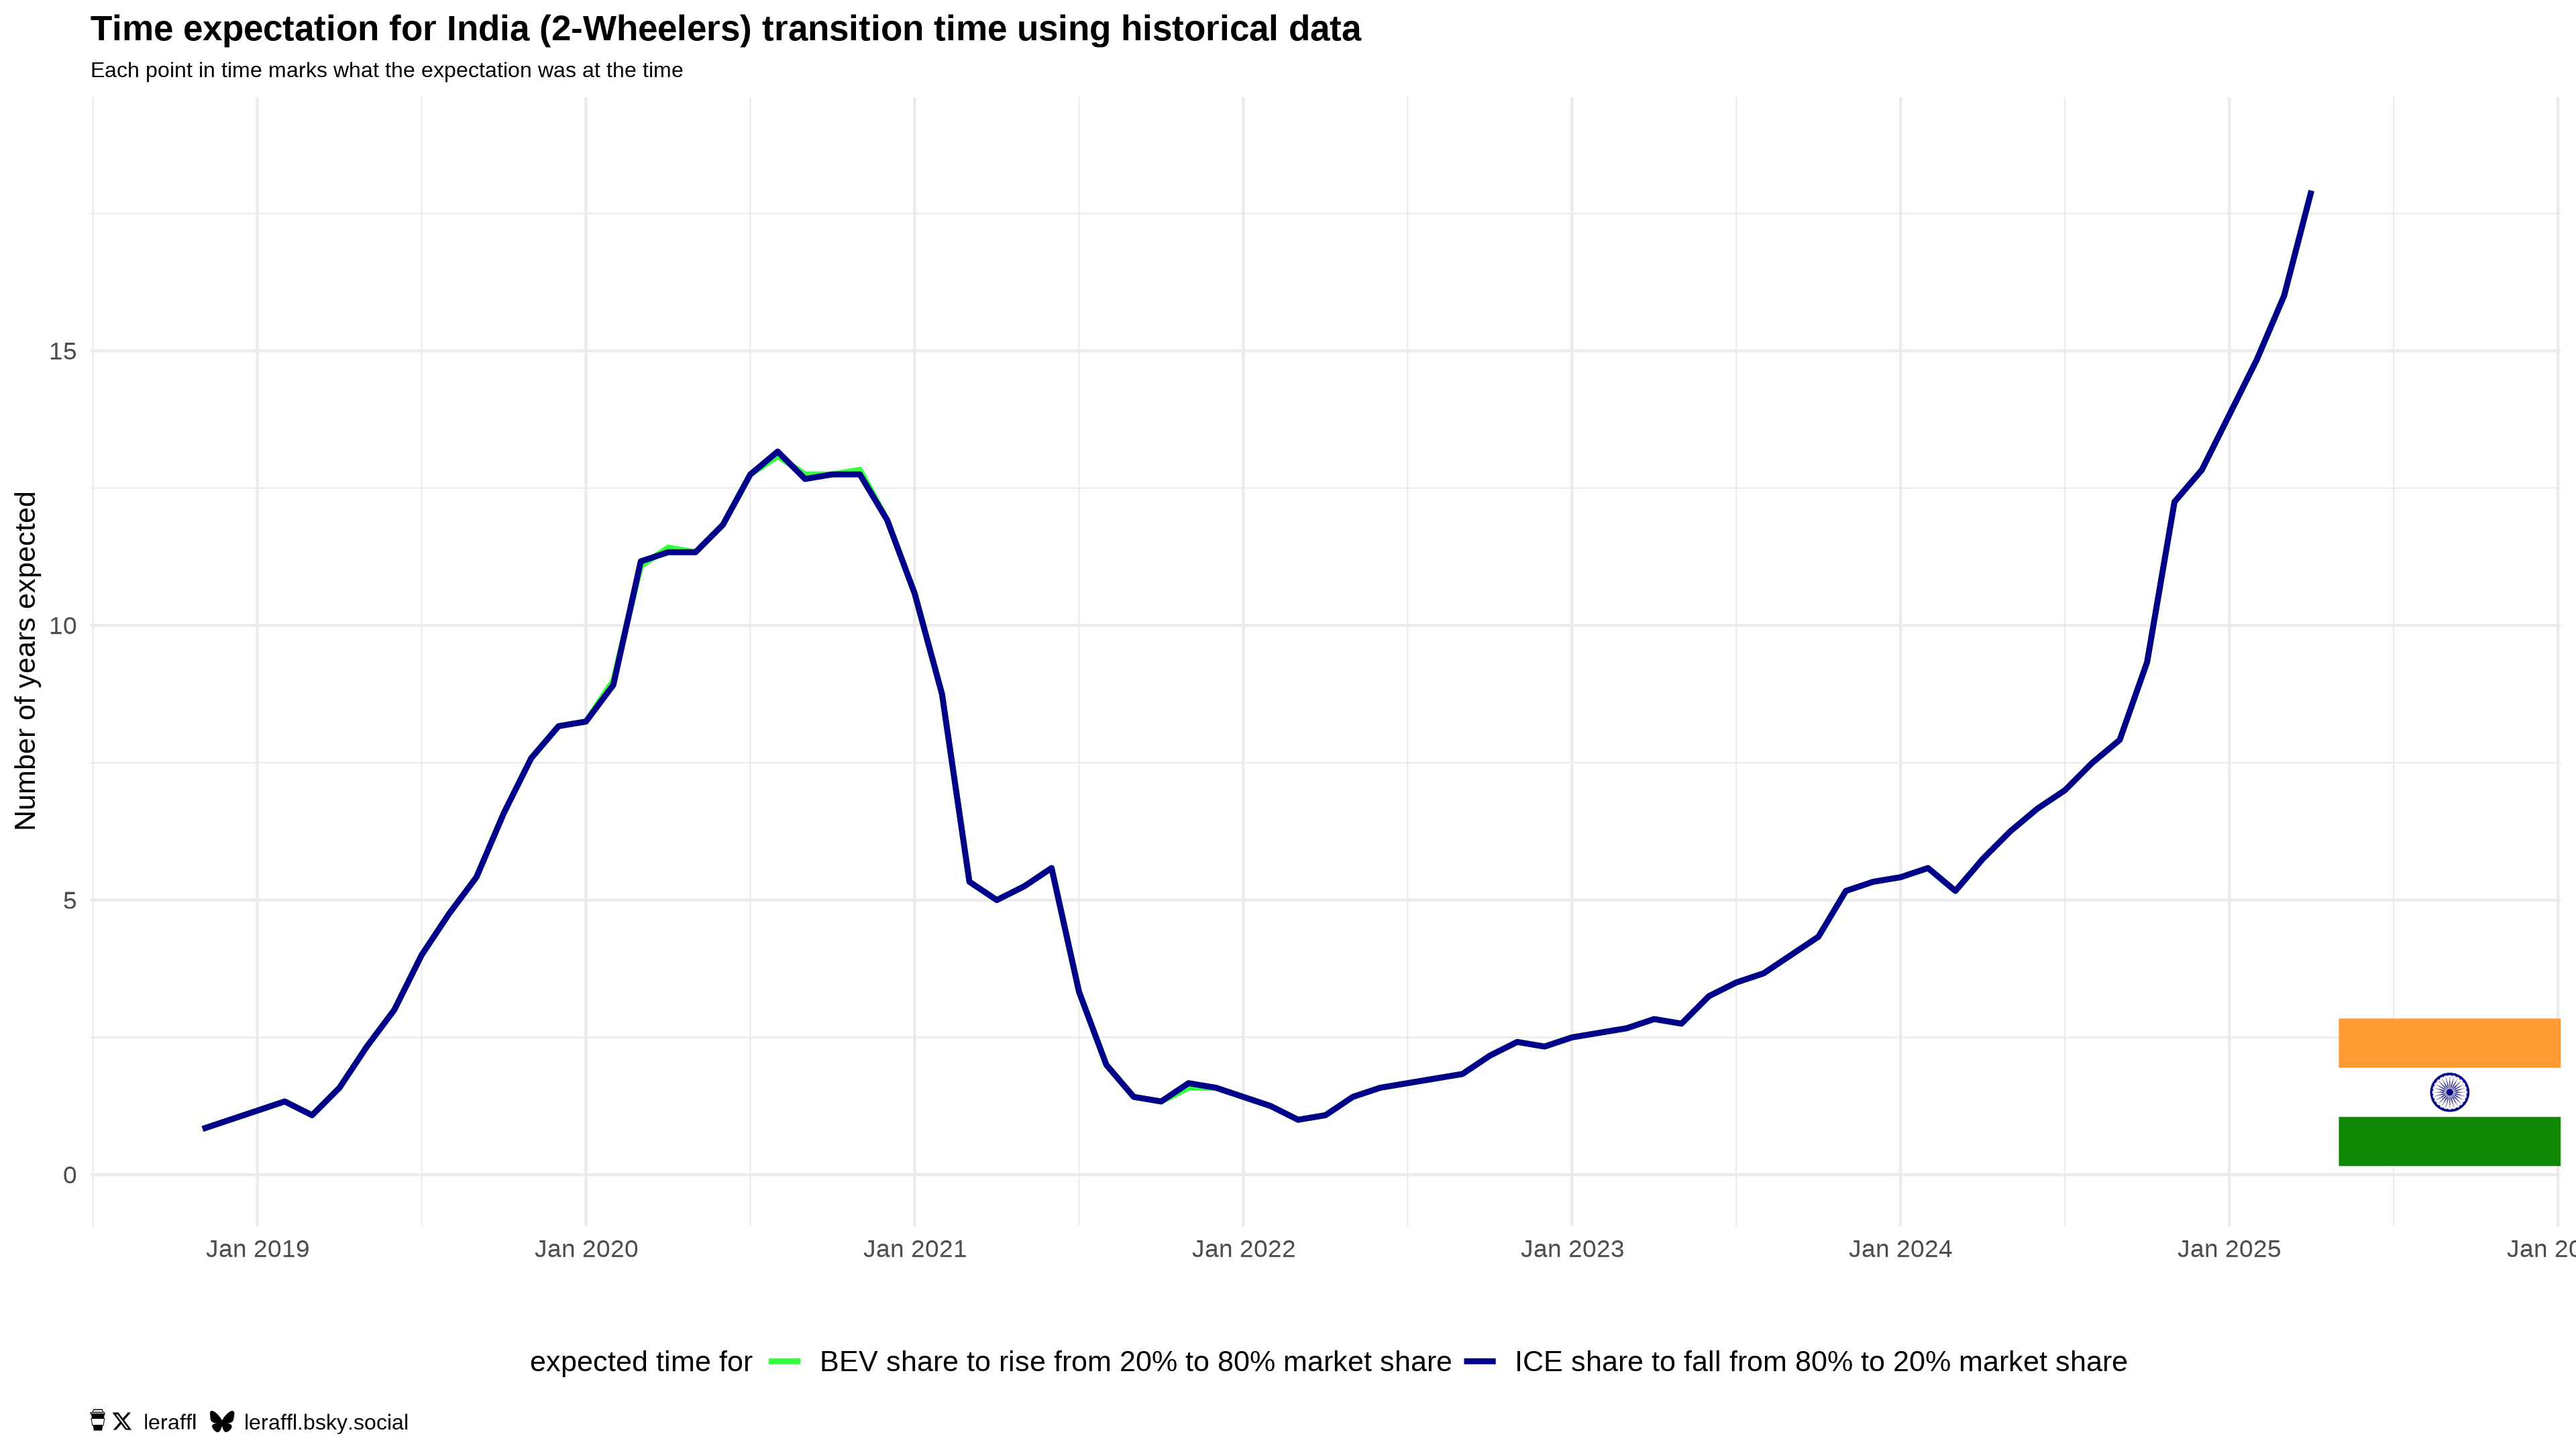 Time expectation for India (2-Wheelers) transition time using historical data
Each point in time marks what the expectation was at the time
Number of years expected
15
10
5
0
Jan 2019 Jan 2020 Jan 2021 Jan 2022 Jan 2023 Jan 2024 Jan 2025 Jan 20
expected time for BEV share to rise from 20% to 80% market share ICE share to fall from 80% to 20% market share
leraffl leraffl.bsky.social